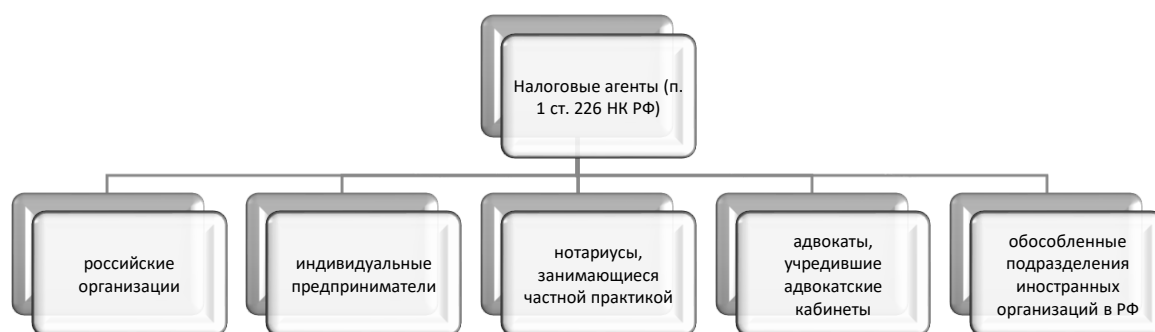 Налоговые агенты (п.
1 ст. 226 НК РФ)
российские
организации
индивидуальные
предприниматели
нотариусы,
занимающиеся
частной практикой
адвокаты,
учредившие
адвокатские
кабинеты
обособленные
подразделения
иностранных
организаций в РФ